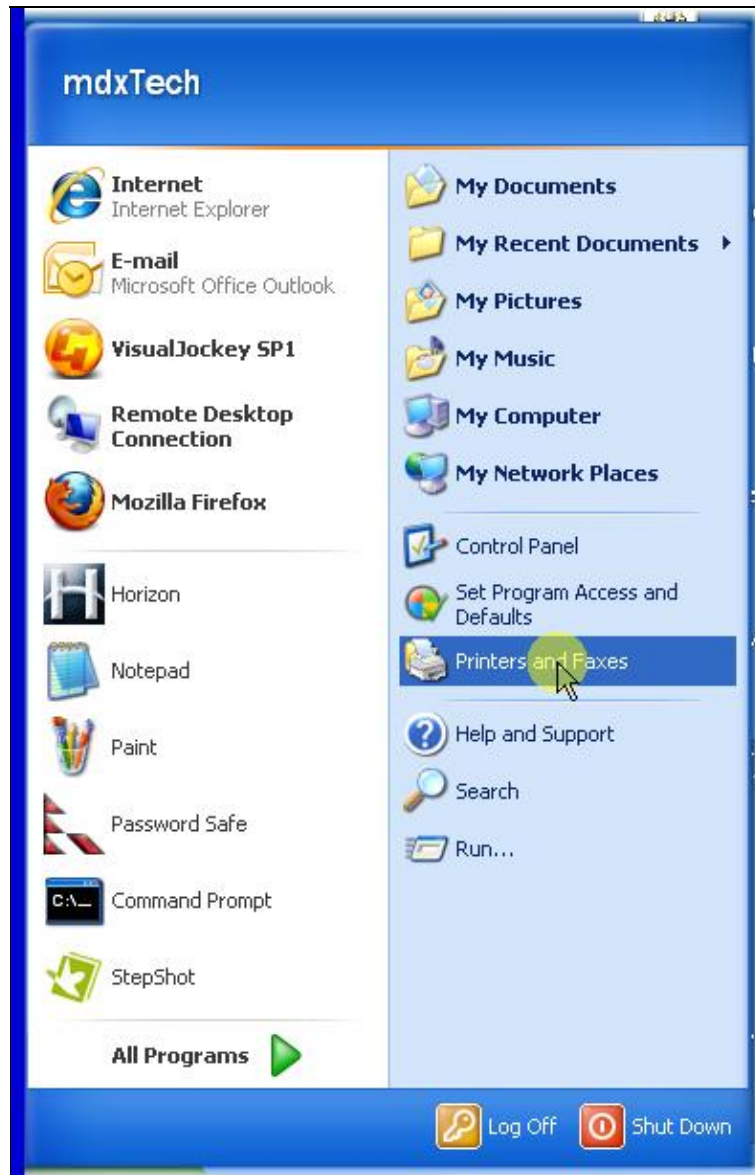 mdxTech
Internet
Internet Explorer
E-mail
Microsoft Office Outlook
VisualJockey SP1
Remote Desktop
Connection
Mozilla Firefox
Horizon
Notepad
Paint
Password Safe
C:\_
Command Prompt
StepShot
All Programs
My Documents
My Recent Documents
My Pictures
My Music
My Computer
My Network Places
Control Panel
Set Program Access and
Defaults
Printers and Faxes
Help and Support
Search
Run...
Log Off
Shut Down